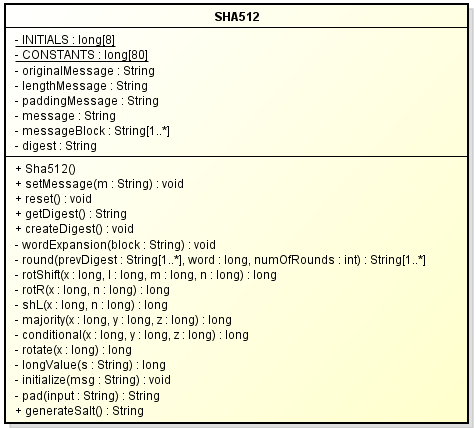 SHA512
- INITIALS : long[8]
- CONSTANTS : long[80]
- originalMessage : String
- lengthMessage : String
- paddingMessage : String
- message : String
- messageBlock : String[1..*]
- digest : String
+ Sha512()
+ setMessage(m : String) : void
+ reset() : void
+ getDigest() : String
+ createDigest() : void
- wordExpansion(block : String) : void
- round(prevDigest : String[1..*], word : long, numOfRounds : int) : String[1..*]
- rotShift(x : long, l : long, m : long, n : long) : long
- rotR(x : long, n : long) : long
- shL(x : long, n : long) : long
- majority(x : long, y : long, z : long) : long
- conditional(x : long, y : long, z : long) : long
- rotate(x : long) : long
- longValue(s : String) : long
- initialize(msg : String) : void
- pad(input : String) : String
+ generateSalt() : String